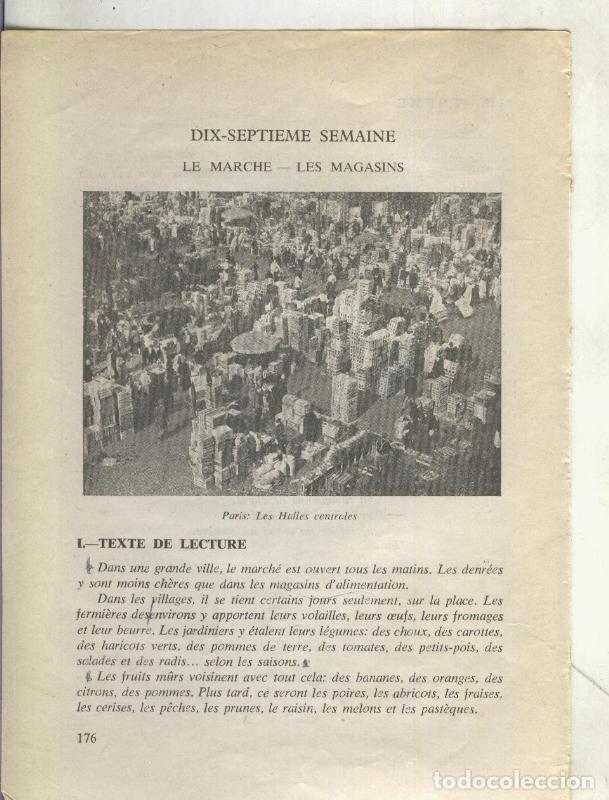 DIX-SEPTIEME SEMAINE
LE MARCHE — LES MAGASINS
Paris: Les Halles centrales
I.—TEXTE DE LECTURE
Dans une grande ville, le marché est ouvert tous les matins. Les denrées
y sont moins chères que dans les magasins d'alimentation.
Dans les villages, il se tient certains jours seulement, sur la place. Les
fermières desenvirons y apportent leurs volailles, leurs œufs, leurs fromages
et leur beurre. Les jardiniers y étalent leurs légumes: des choux, des carottes,
des haricots verts, des pommes de terre, des tomates, des petits-pois, des
salades et des radis... selon les saisons.
Les fruits mûrs voisinent avec tout cela: des bananes, des oranges, des
citrons, des pommes. Plus tard, ce seront les poires, les abricots, les fraises,
les cerises, les pêches, les prunes, le raisin, les melons et les pastèques.
176
todocoleccion.net